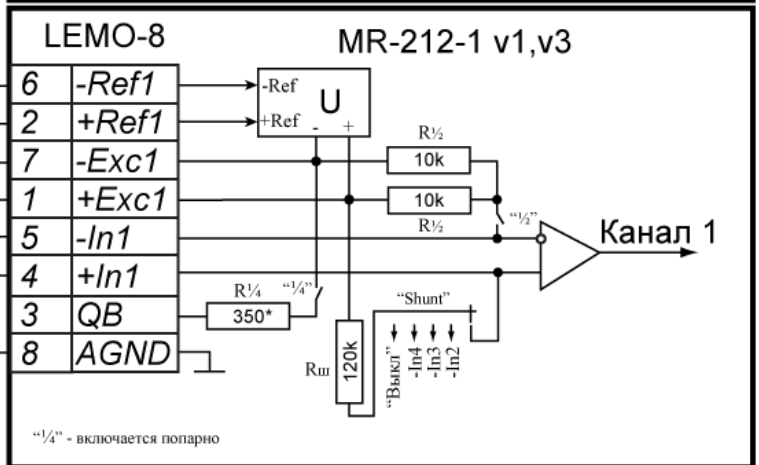 LEMO-8
MR-212-1 v1,v3
6 -Ref1
2 +Ref1
7 -Exc1
1 +Exc1
5 -In1
4 +In1
3 QB
8 AGND
-Ref
+Ref
U
- +
R½
10k
10k
R½
“½”
Канал 1
R¼
“¼”
350*
“Shunt”
Rш
120k
“Выкл”
-In4
-In3
-In2
“¼” - включается попарно